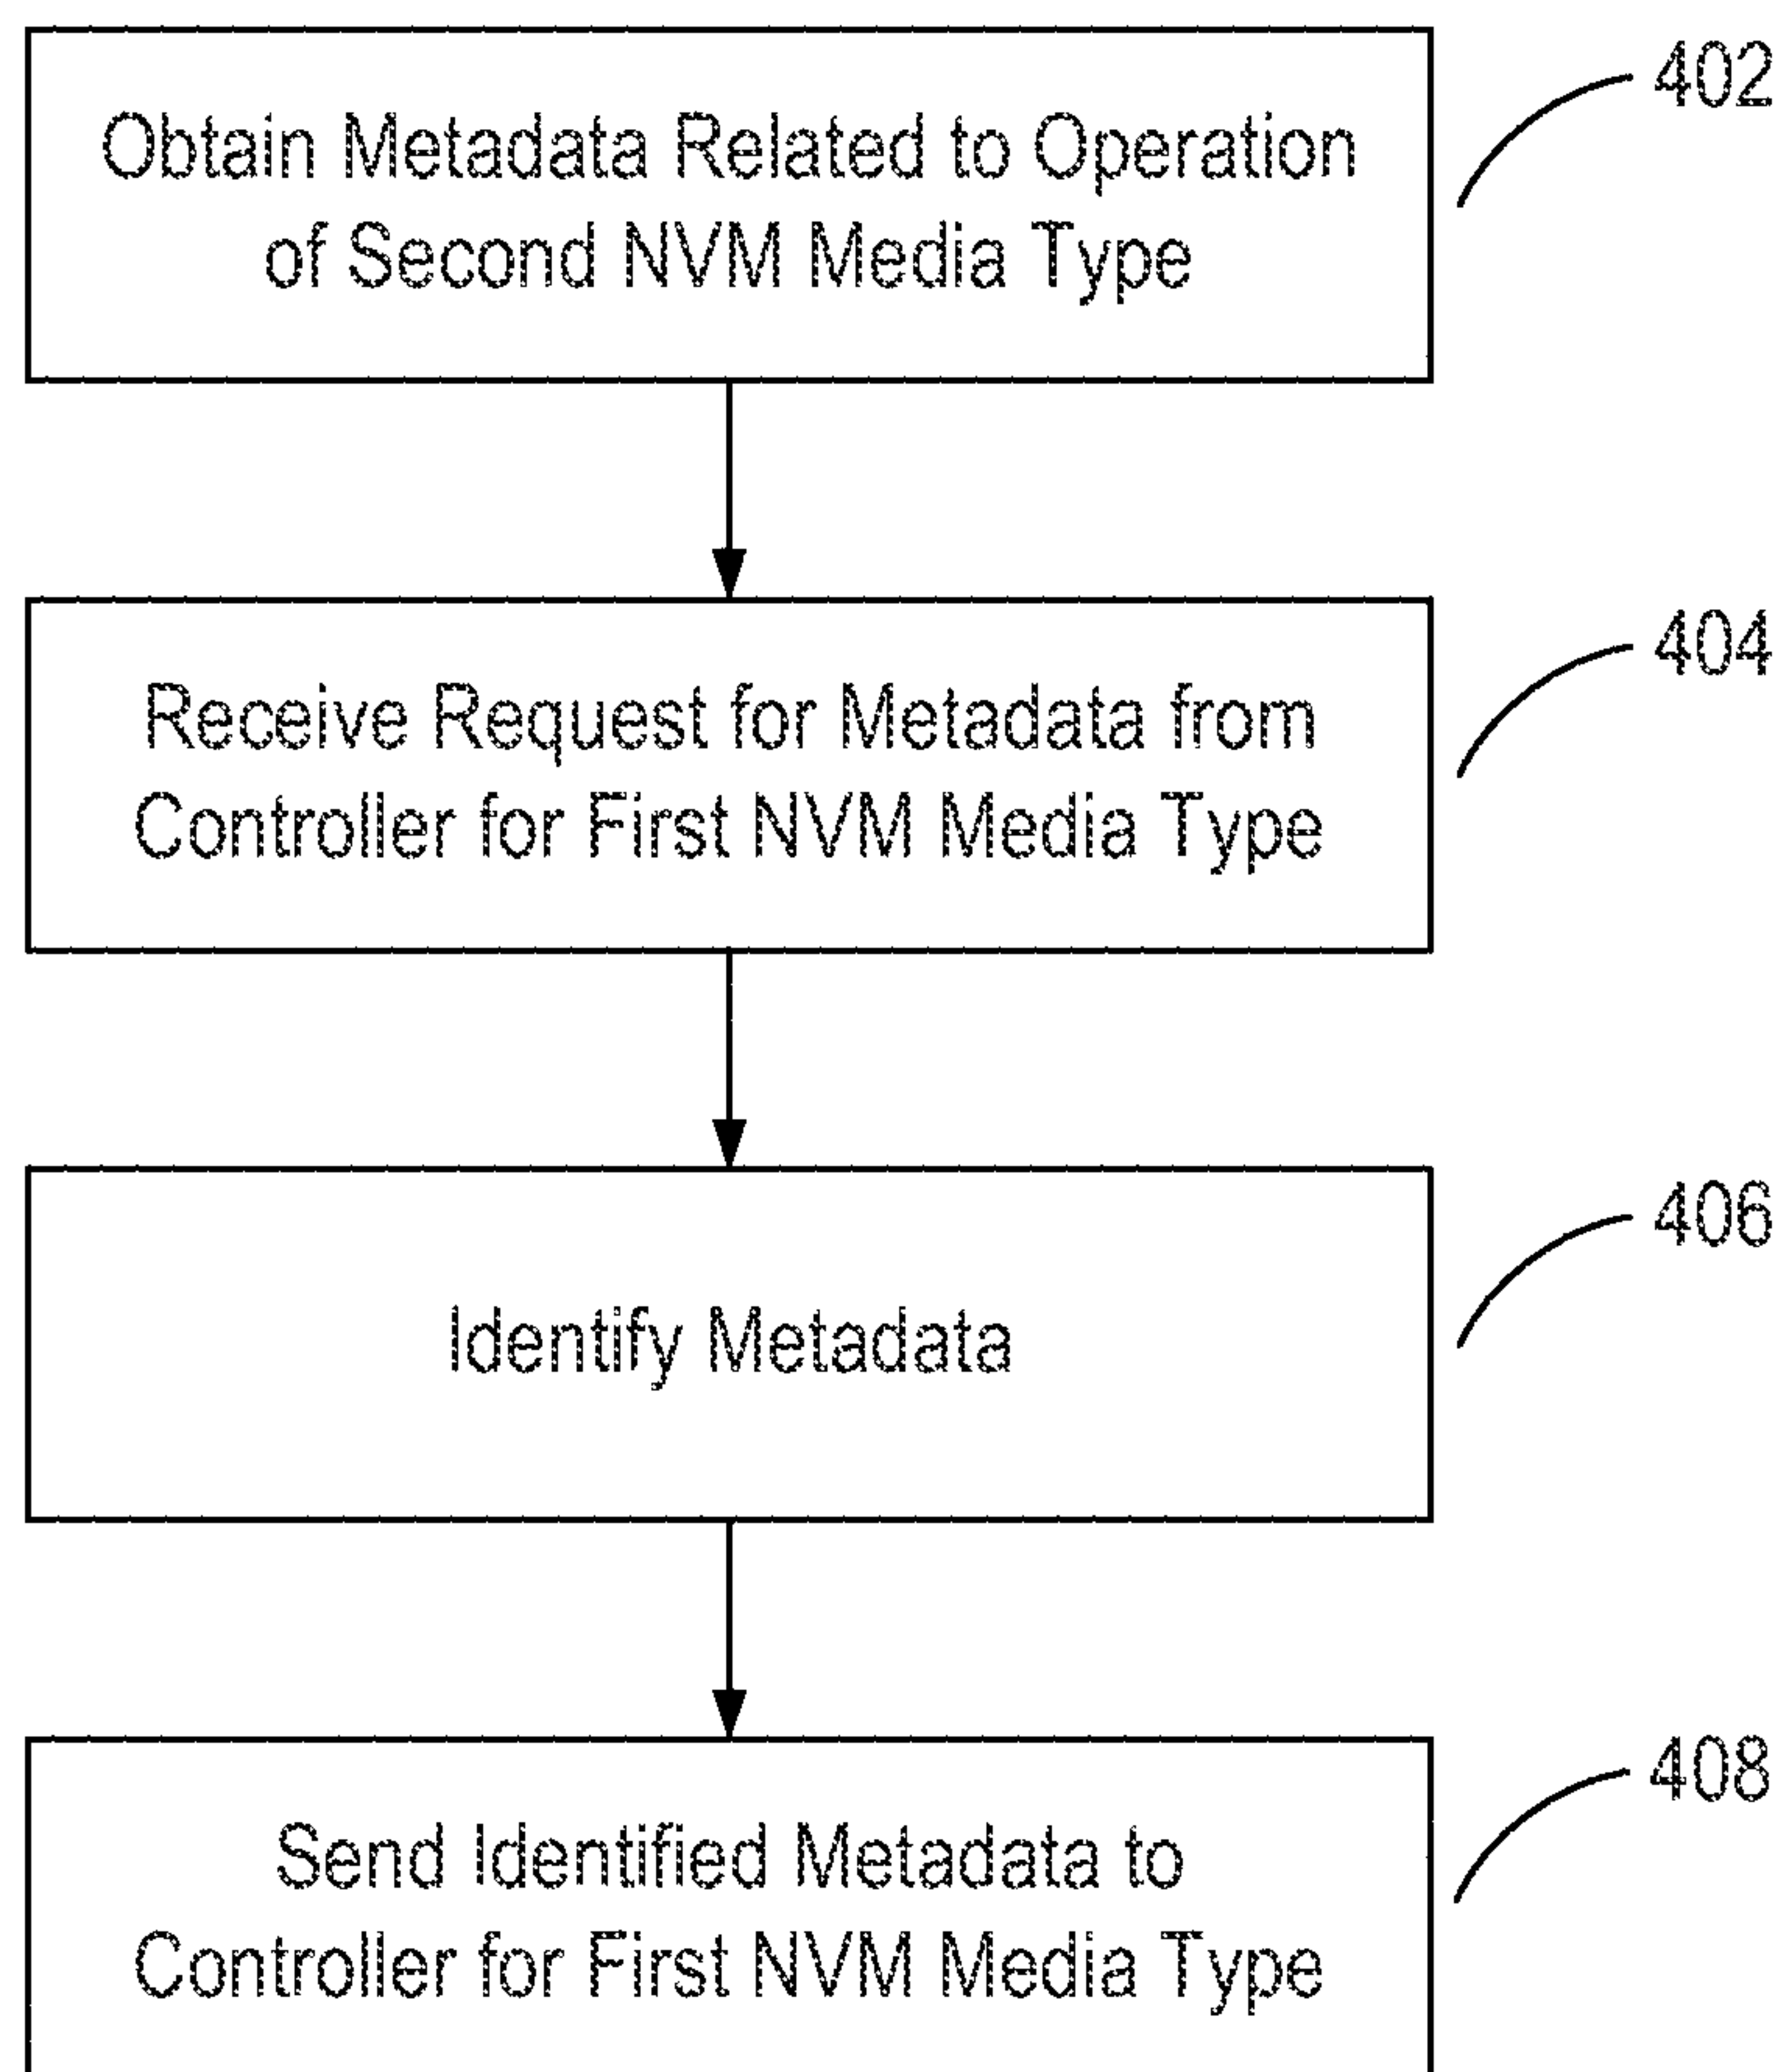 402
Obtain Metadata Related to Operation
of Second NVM Media Type
404
Receive Request for Metadata from
Controller for First NVM Media Type
406
Identify Metadata
408
Send Identified Metadata to
Controller for First NVM Media Type